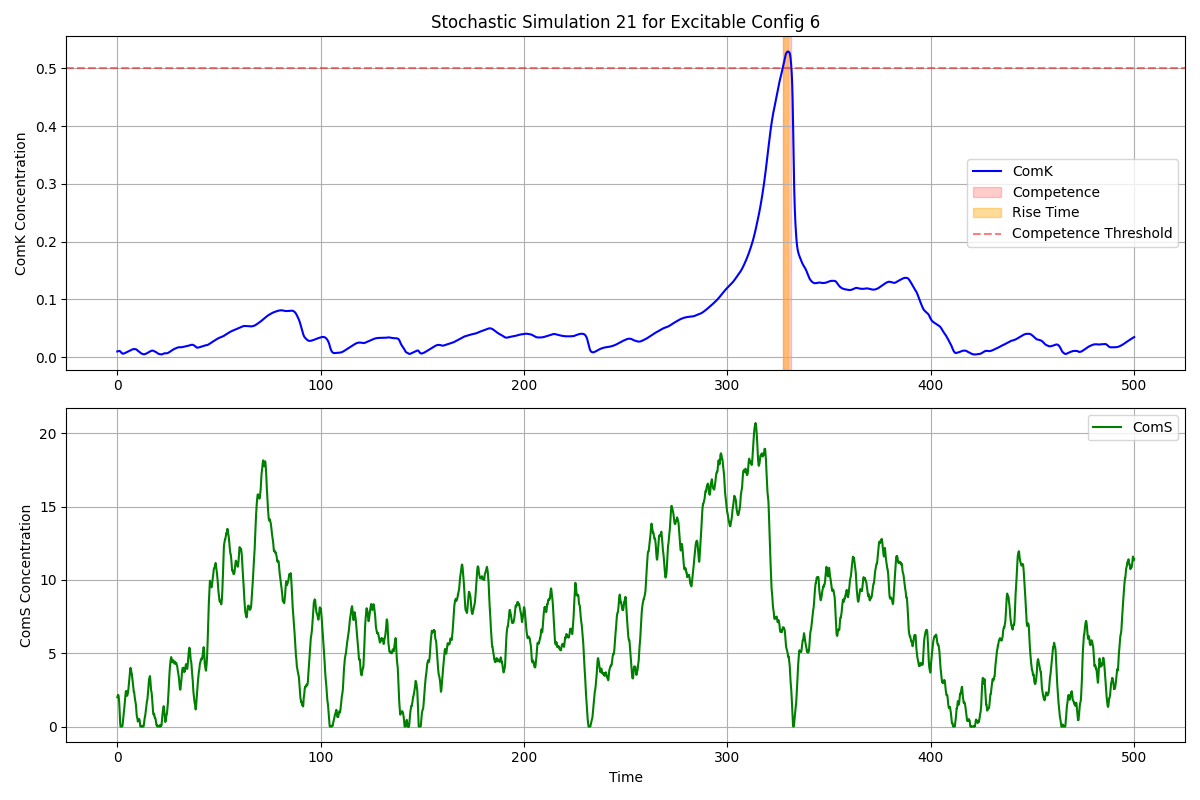 Stochastic Simulation 21 for Excitable Config 6
ComK Concentration
0.5
0.4
0.3
0.2
0.1
0.0
ComK
Competence
Rise Time
Competence Threshold
0 100 200 300 400 500
ComS Concentration
20
15
10
5
0
ComS
0 100 200 300 400 500
Time